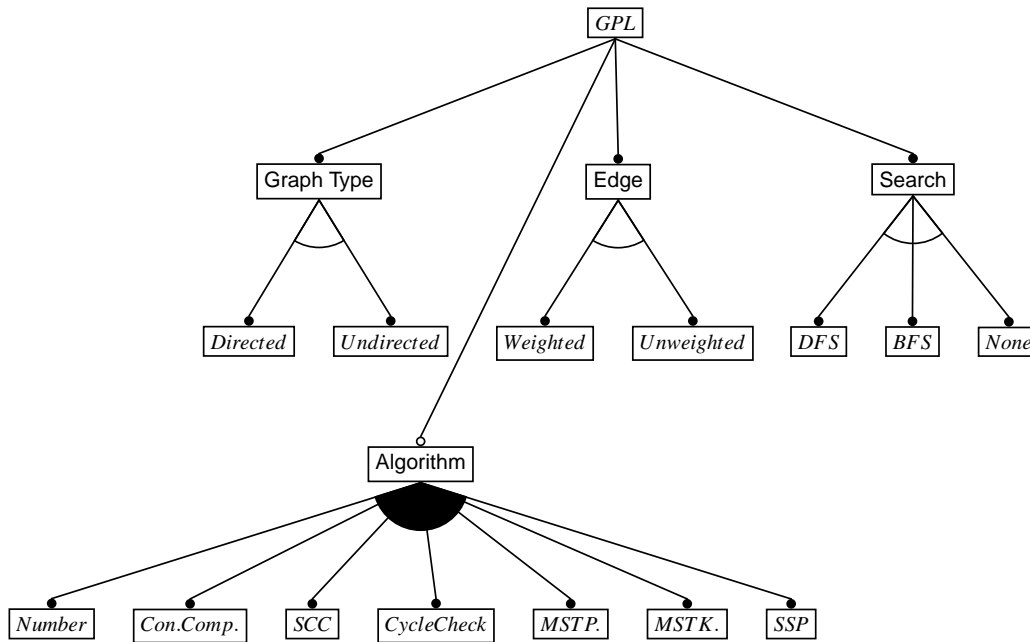 GPL
Graph Type
Edge
Search
Directed
Undirected
Weighted
Unweighted
DFS
BFS
None
Algorithm
Number
Con.Comp.
SCC
CycleCheck
MSTP.
MSTK.
SSP